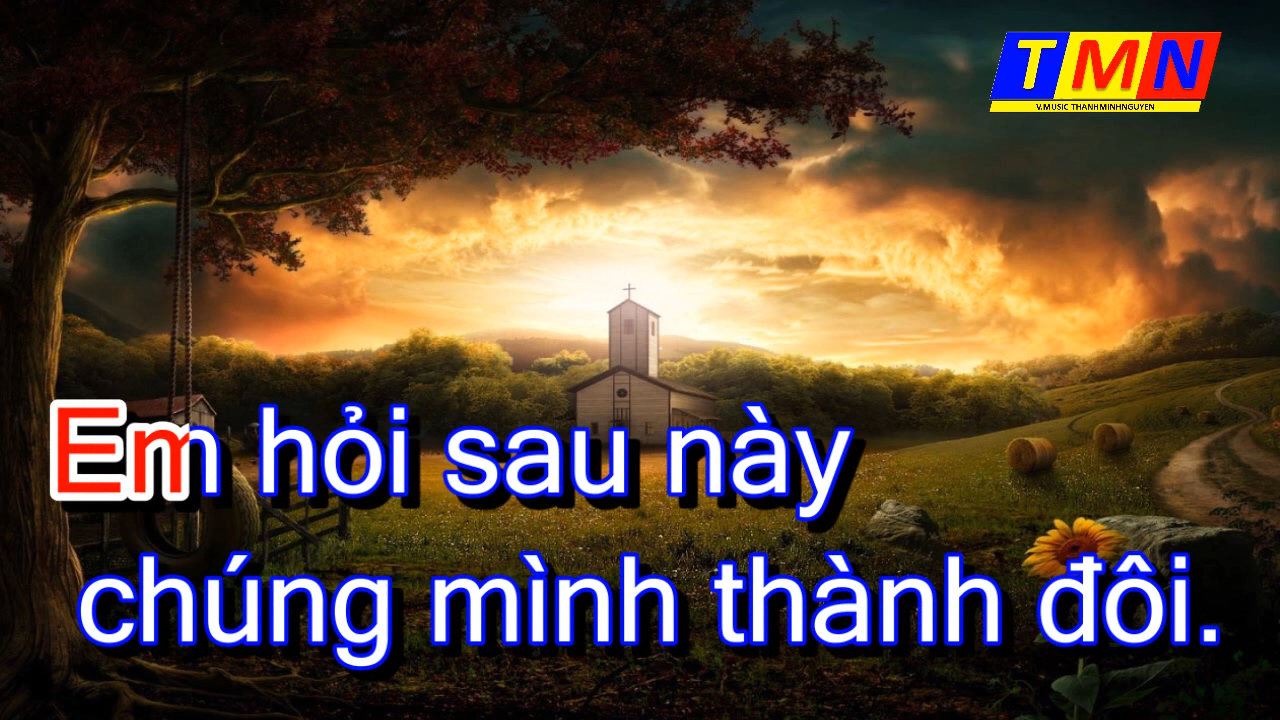 TMN
V.MUSIC THANHMINHNGUYEN
Em hỏi sau này
chúng mình thành đôi.